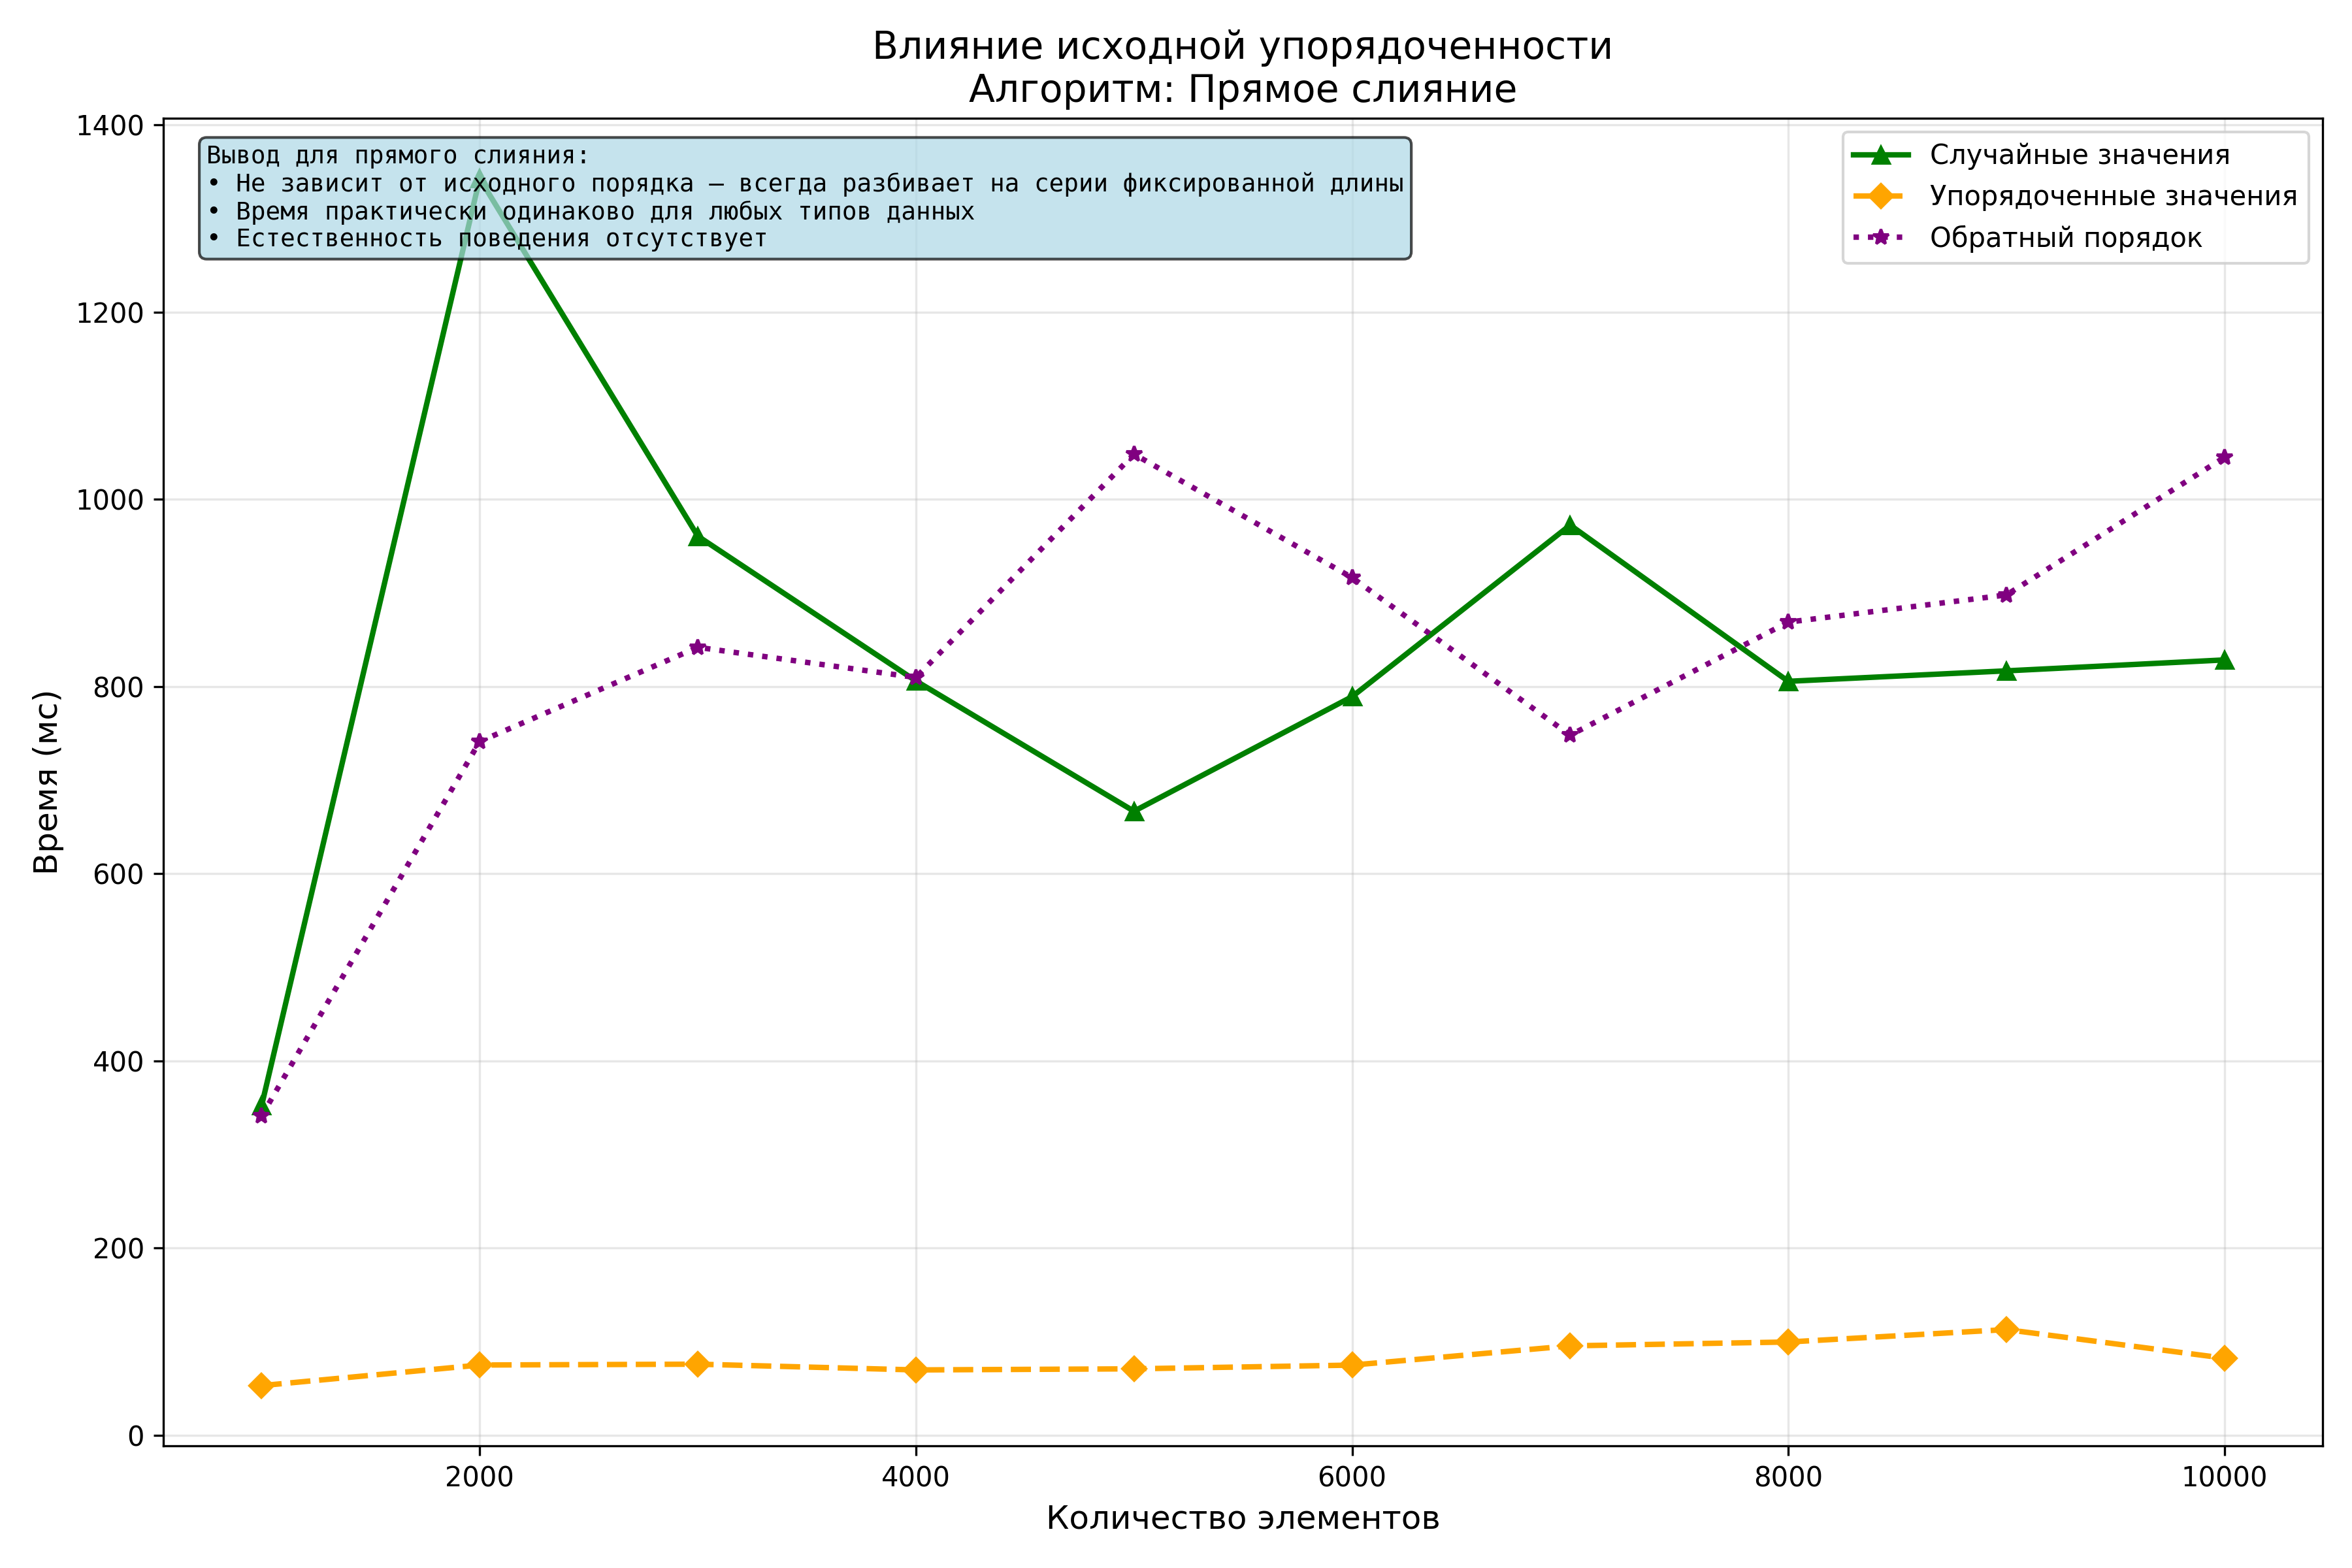 Влияние исходной упорядоченности
Алгоритм: Прямое слияние
Вывод для прямого слияния:
• Не зависит от исходного порядка — всегда разбивает на серии фиксированной длины
• Время практически одинаково для любых типов данных
• Естественность поведения отсутствует
Случайные значения
Упорядоченные значения
Обратный порядок
Время (мс)
1400
1200
1000
800
600
400
200
0
2000
4000
6000
8000
10000
Количество элементов